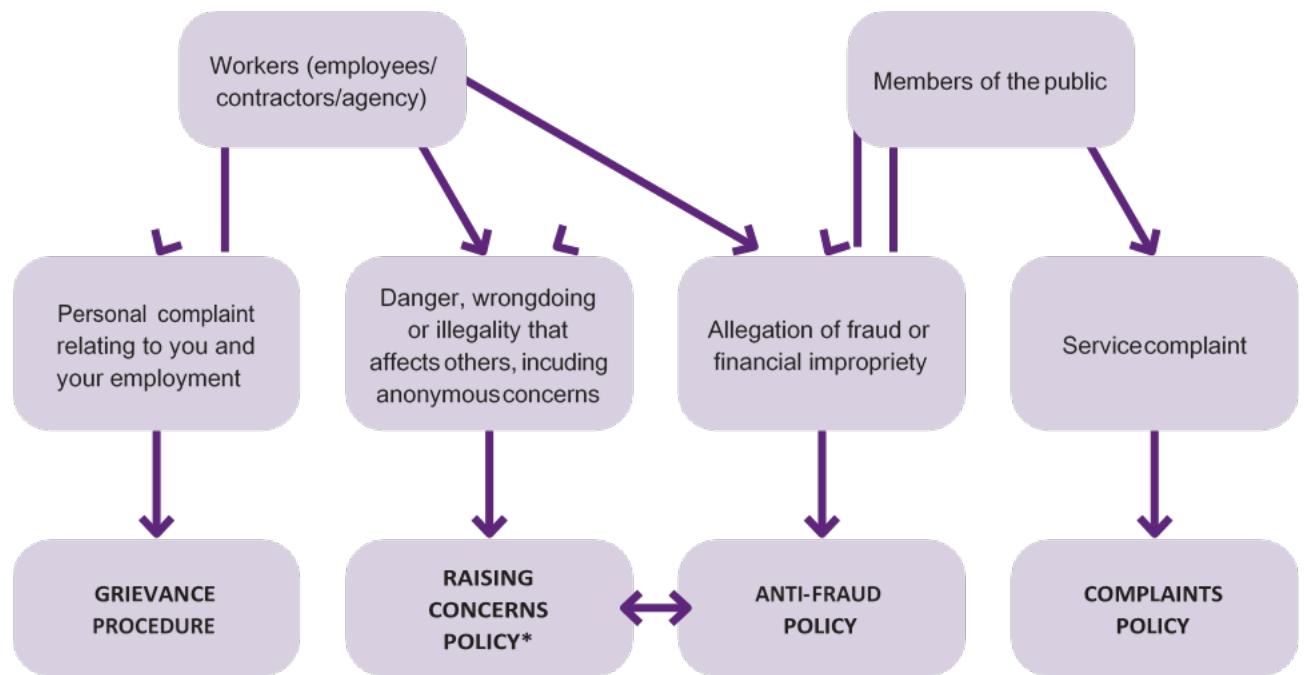 Workers (employees/
contractors/agency)
Members of the public
Personal complaint
relating to you and
your employment
Danger, wrongdoing
or illegality that
affects others, incuding
anonymous concerns
Allegation of fraud or
financial impropriety
Service complaint
GRIEVANCE
PROCEDURE
RAISING
CONCERNS
POLICY*
ANTI-FRAUD
POLICY
COMPLAINTS
POLICY